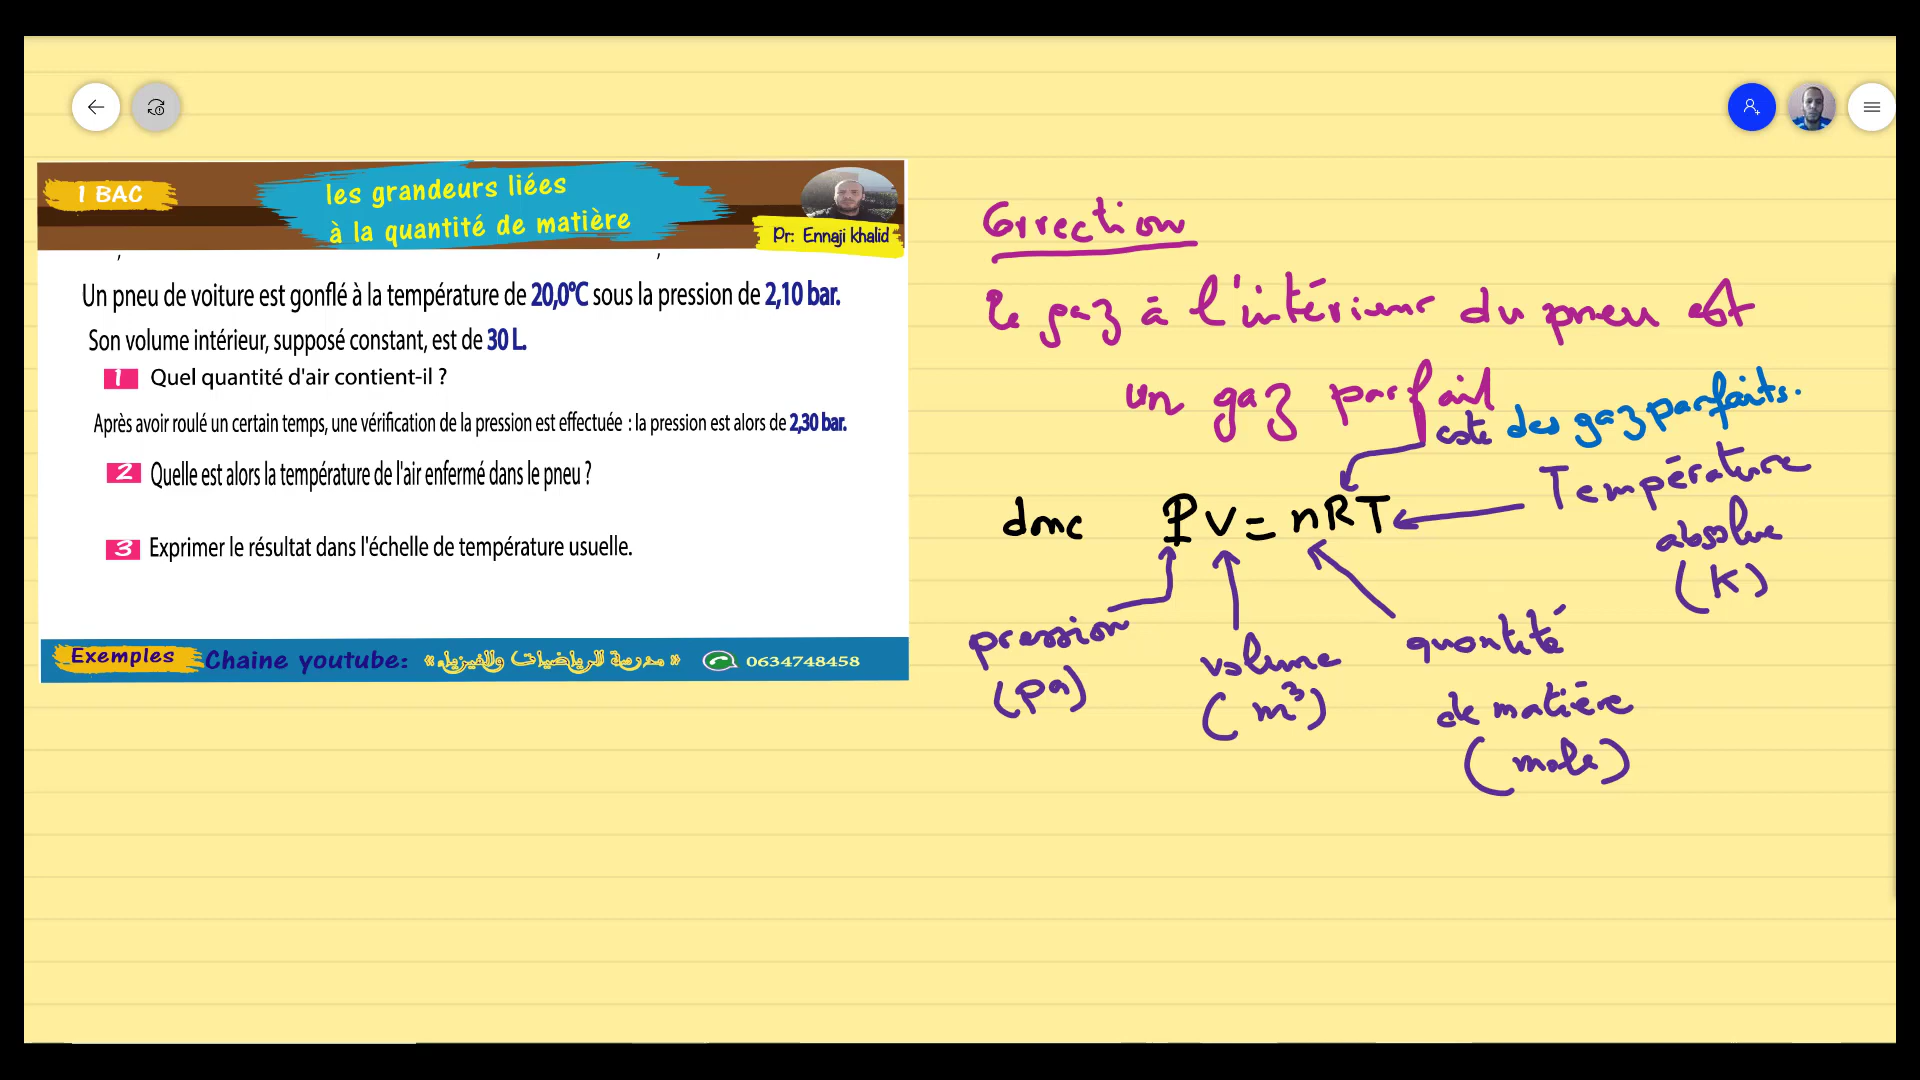 1 BAC
les grandeurs liées
à la quantité de matière
Pr: Ennaji khalid
Un pneu de voiture est gonflé à la température de 20,0°C sous la pression de 2,10 bar.
Son volume intérieur, supposé constant, est de 30 L.
1 Quel quantité d'air contient-il ?
Après avoir roulé un certain temps, une vérification de la pression est effectuée : la pression est alors de 2,30 bar.
2 Quelle est alors la température de l'air enfermé dans le pneu ?
3 Exprimer le résultat dans l'échelle de température usuelle.
Exemples Chaine youtube: «مدرسة الرياضيات والفيزياء» 0634748458
Correction
le gaz à l'intérieur du pneu est
un gaz parfait
cste des gaz parfaits.
donc PV = nRT
Température
absolue
(K)
pression
(pa)
volume
(m³)
quantité
de matière
(mole)